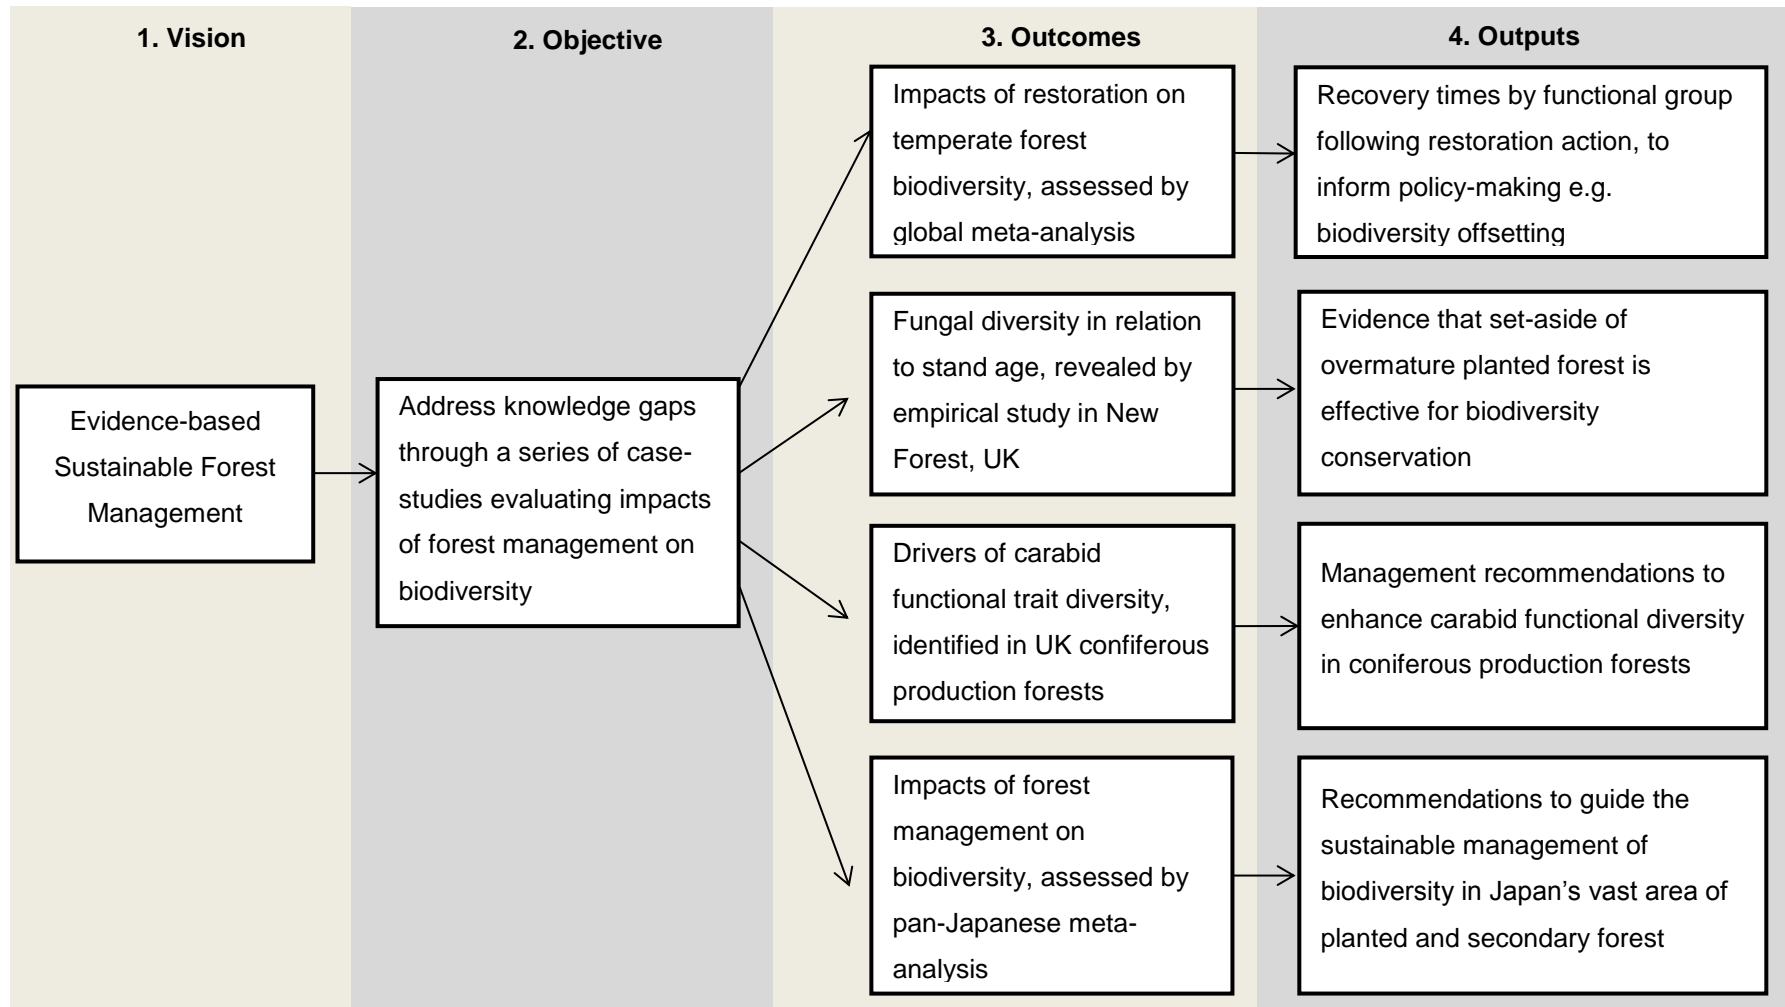 1. Vision
2. Objective
3. Outcomes
4. Outputs
Evidence-based
Sustainable Forest
Management
Address knowledge gaps
through a series of case-
studies evaluating impacts
of forest management on
biodiversity
Impacts of restoration on
temperate forest
biodiversity, assessed by
global meta-analysis
Recovery times by functional group
following restoration action, to
inform policy-making e.g.
biodiversity offsetting
Fungal diversity in relation
to stand age, revealed by
empirical study in New
Forest, UK
Evidence that set-aside of
overmature planted forest is
effective for biodiversity
conservation
Drivers of carabid
functional trait diversity,
identified in UK confiferous
production forests
Management recommendations to
enhance carabid functional diversity
in coniferous production forests
Impacts of forest
management on
biodiversity, assessed by
pan-Japanese meta-
analysis
Recommendations to guide the
sustainable management of
biodiversity in Japan’s vast area of
planted and secondary forest